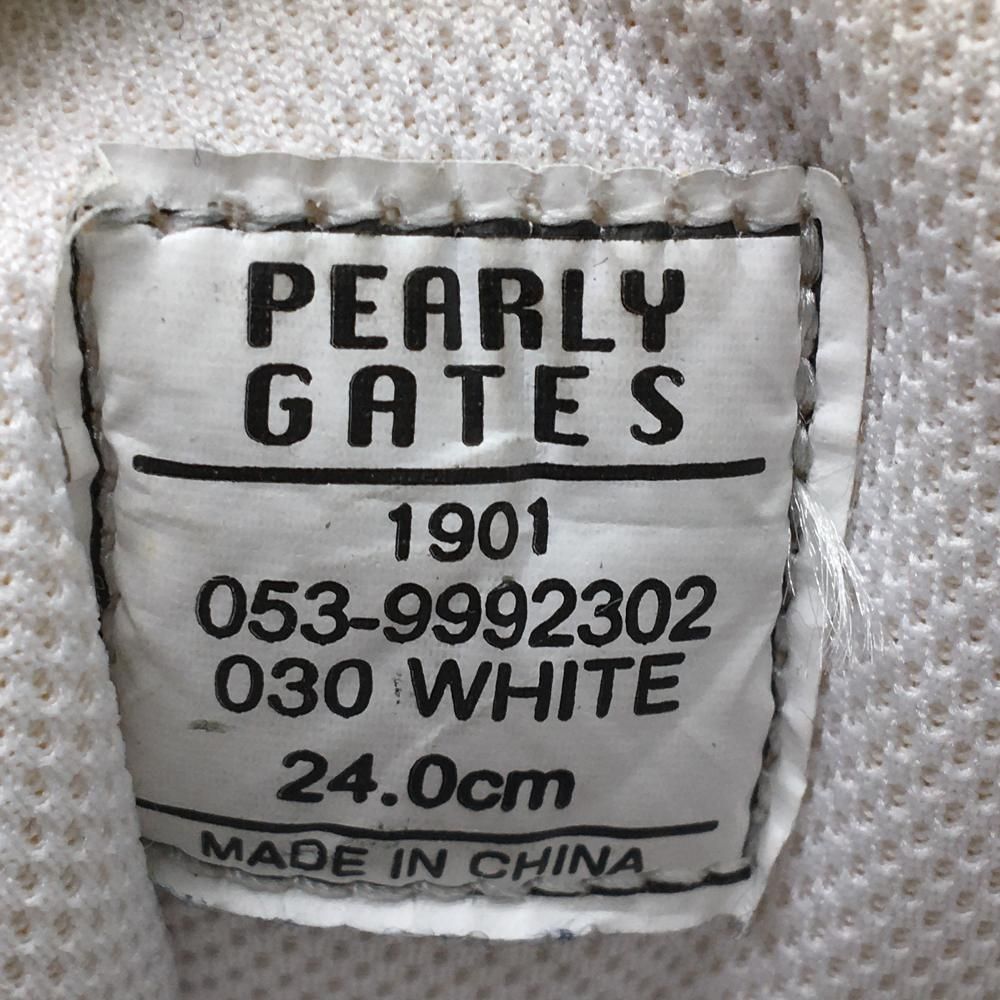 PEARLY
GATES
1901
053-9992302
030 WHITE
24.0cm
MADE IN CHINA